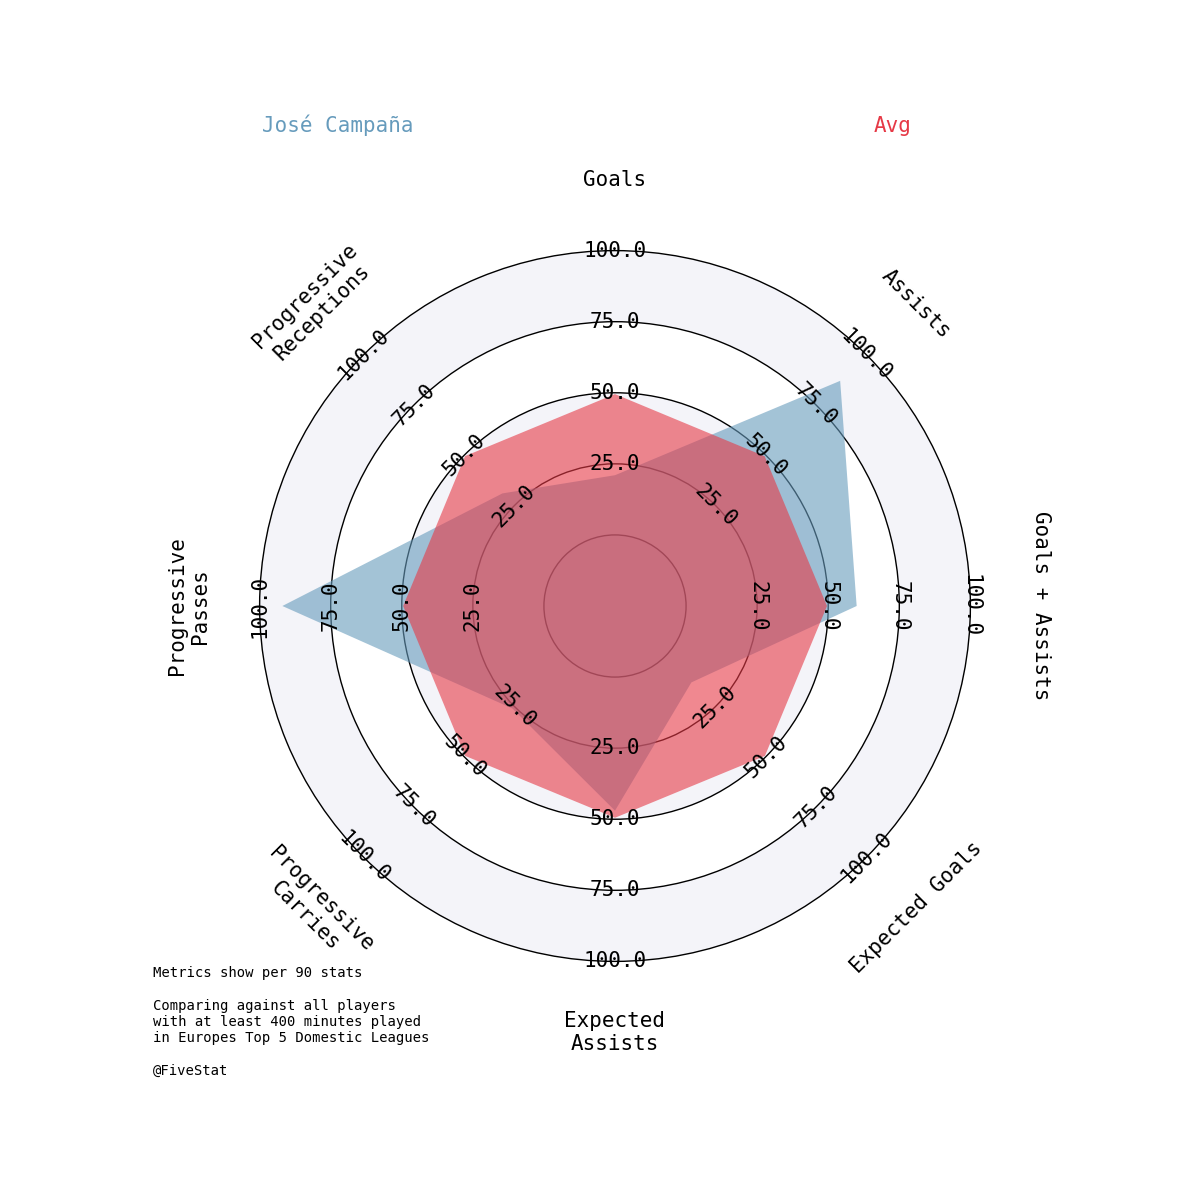 José Campaña
Avg
Goals
Assists
Goals + Assists
Expected Goals
Expected
Assists
Progressive
Carries
Progressive
Passes
Progressive
Receptions
25.0
50.0
75.0
100.0
25.0
50.0
75.0
100.0
25.0
50.0
75.0
100.0
25.0
50.0
75.0
100.0
25.0
50.0
75.0
100.0
25.0
50.0
75.0
100.0
25.0
50.0
75.0
100.0
25.0
50.0
75.0
100.0
Metrics show per 90 stats
Comparing against all players
with at least 400 minutes played
in Europes Top 5 Domestic Leagues
@FiveStat